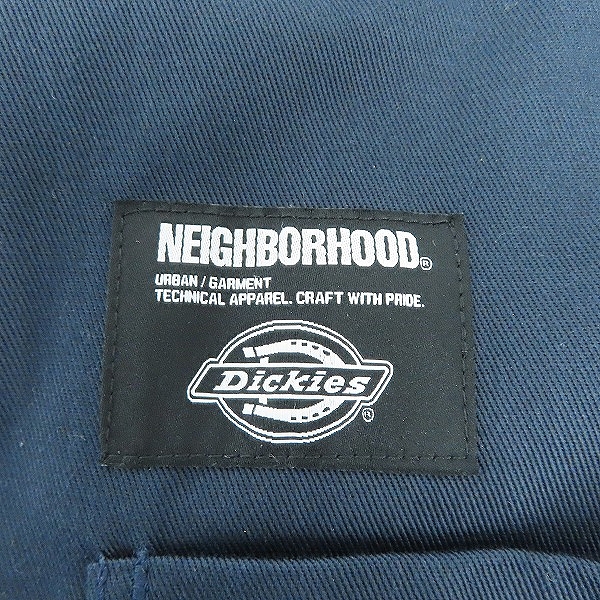 NEIGHBORHOOD®
URBAN / GARMENT
TECHNICAL APPAREL. CRAFT WITH PRIDE.
Dickies
®